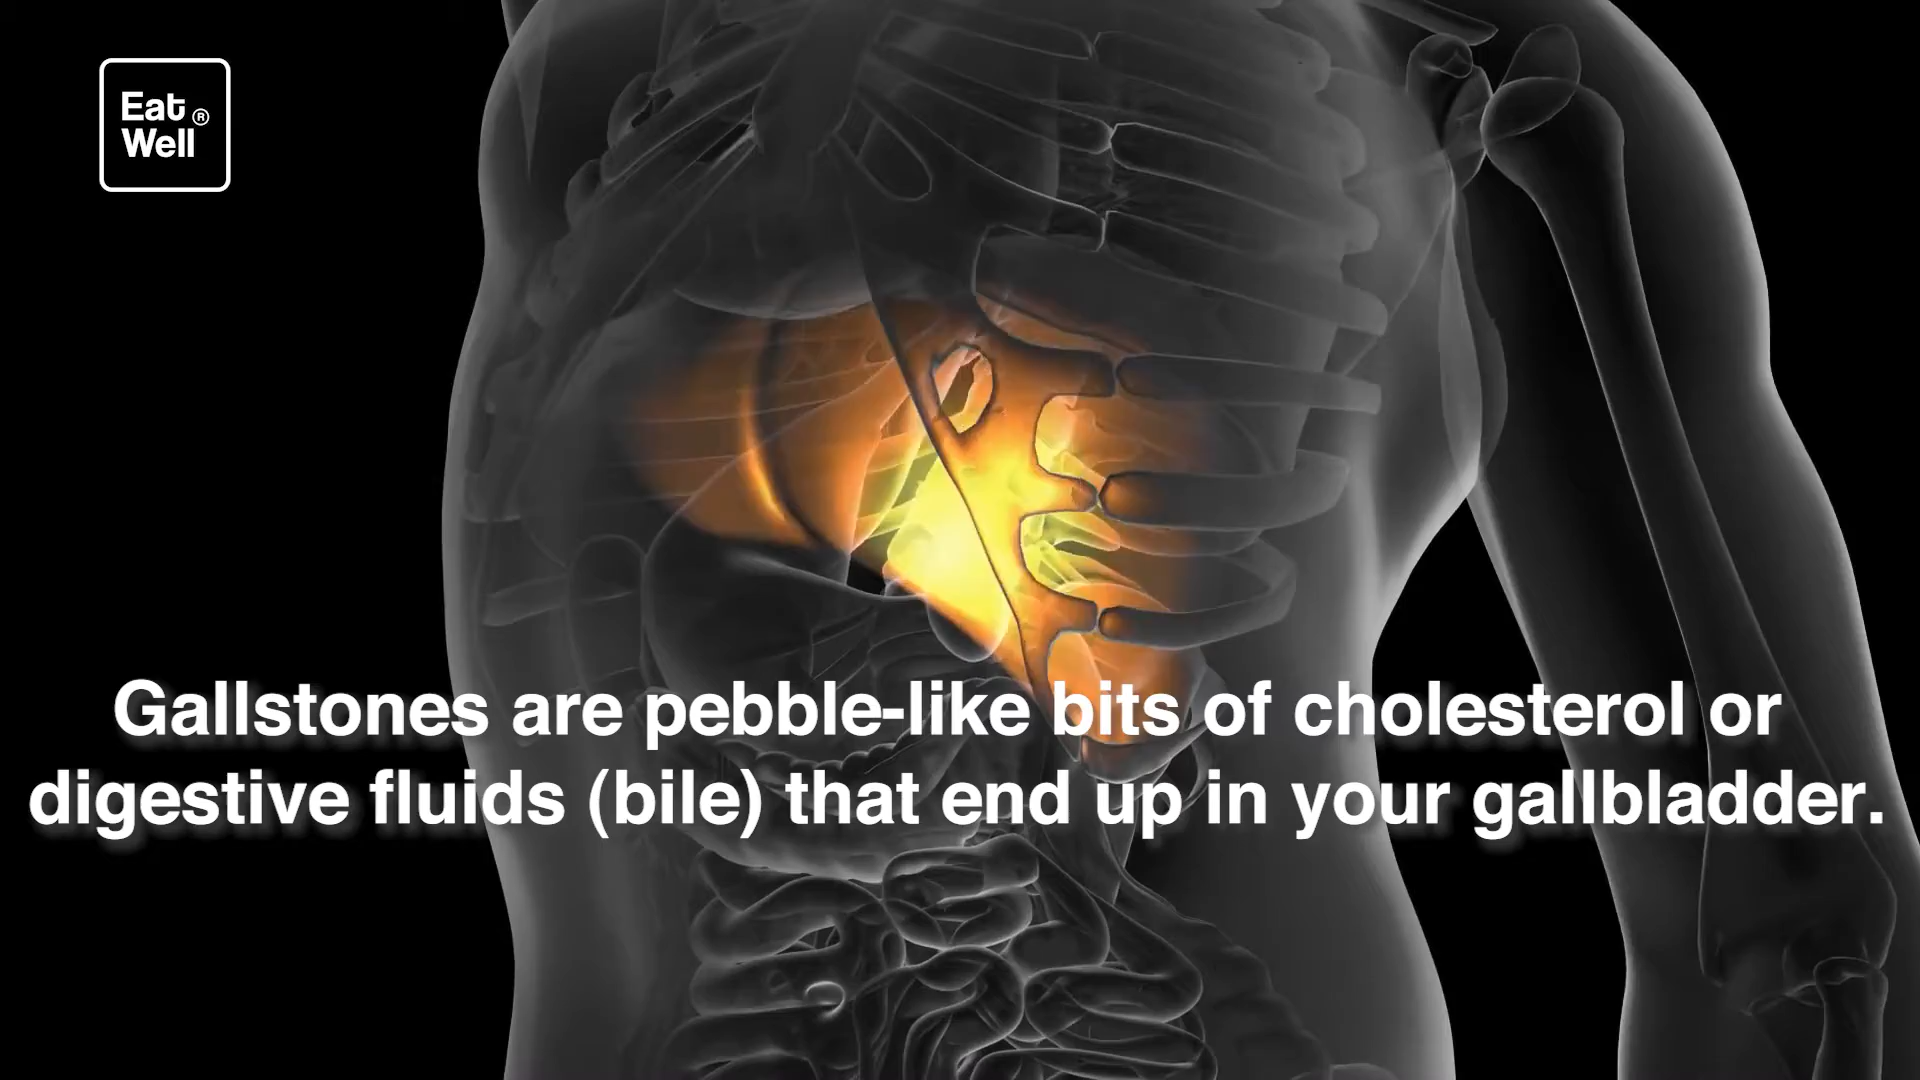 Eat ®
Well
Gallstones are pebble-like bits of cholesterol or
digestive fluids (bile) that end up in your gallbladder.